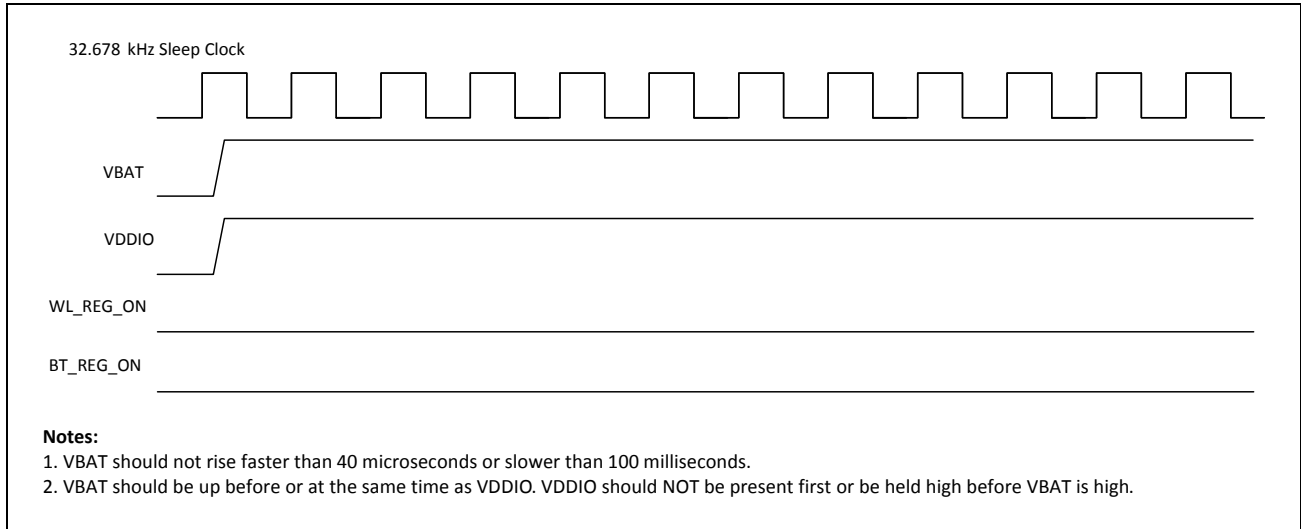 32.678 kHz Sleep Clock
VBAT
VDDIO
WL_REG_ON
BT_REG_ON
Notes:
1. VBAT should not rise faster than 40 microseconds or slower than 100 milliseconds.
2. VBAT should be up before or at the same time as VDDIO. VDDIO should NOT be present first or be held high before VBAT is high.